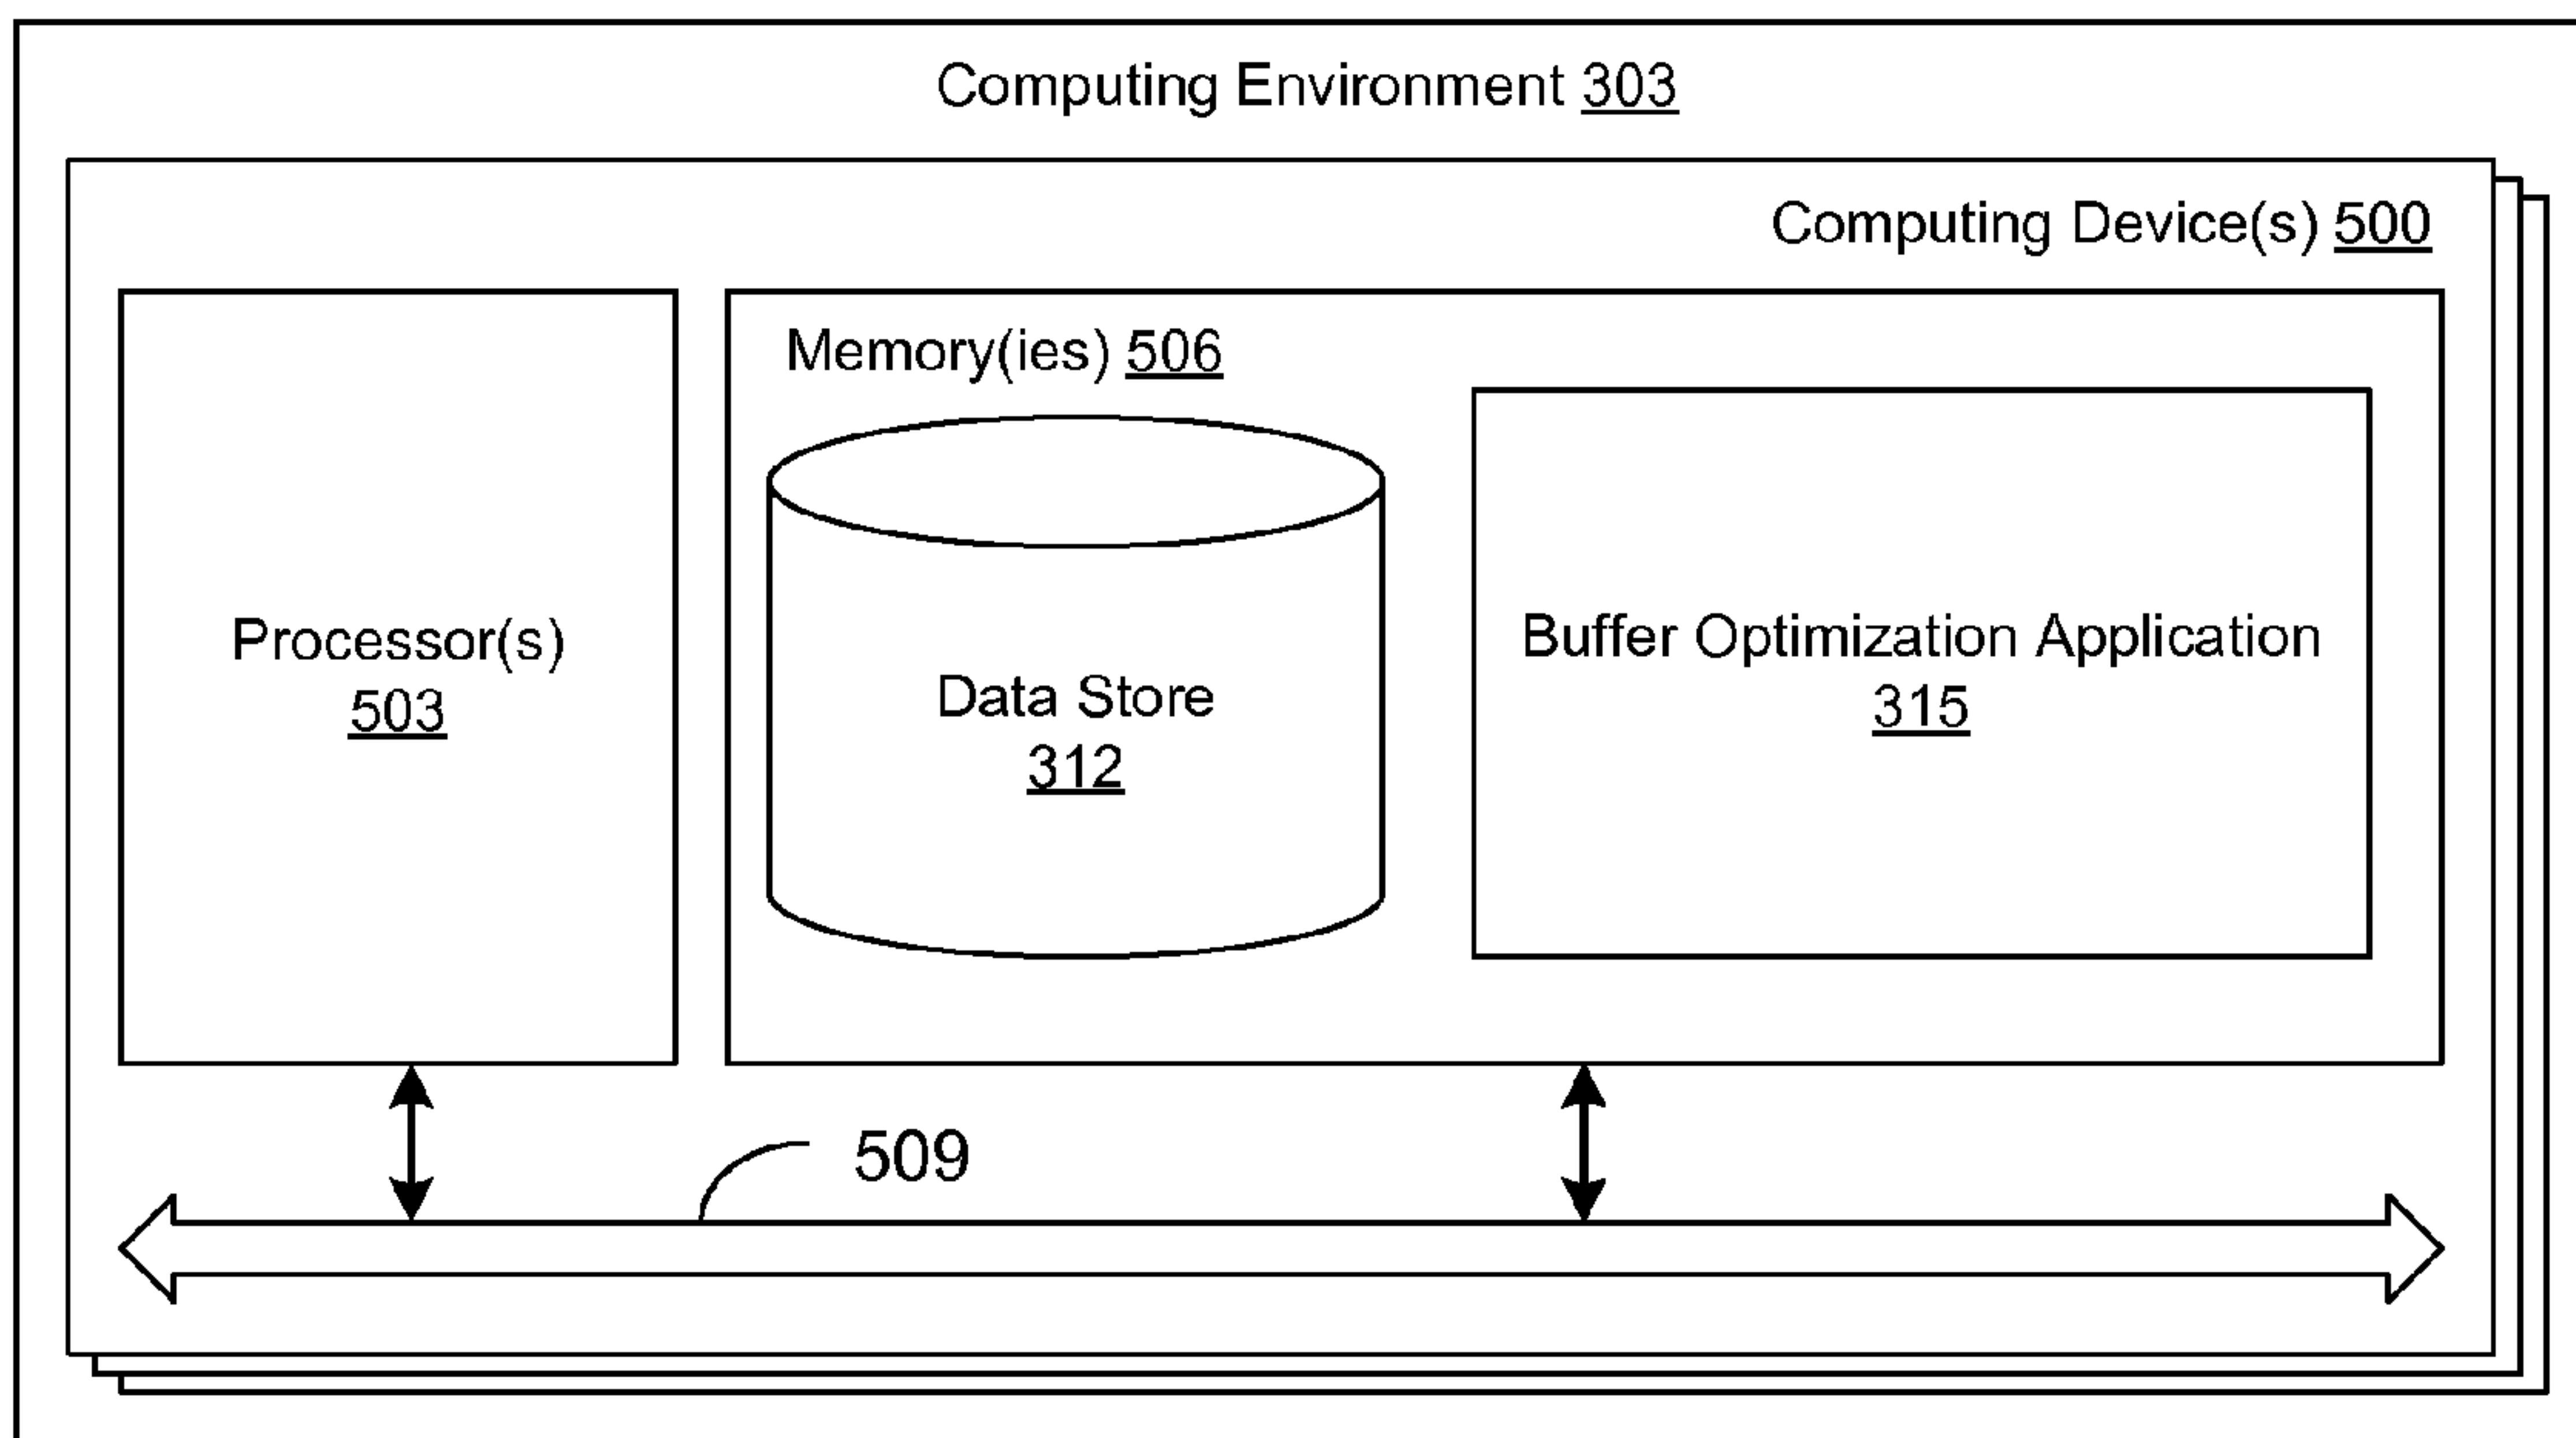 Computing Environment 303
Computing Device(s) 500
Memory(ies) 506
Processor(s)
503
Data Store
312
Buffer Optimization Application
315
509